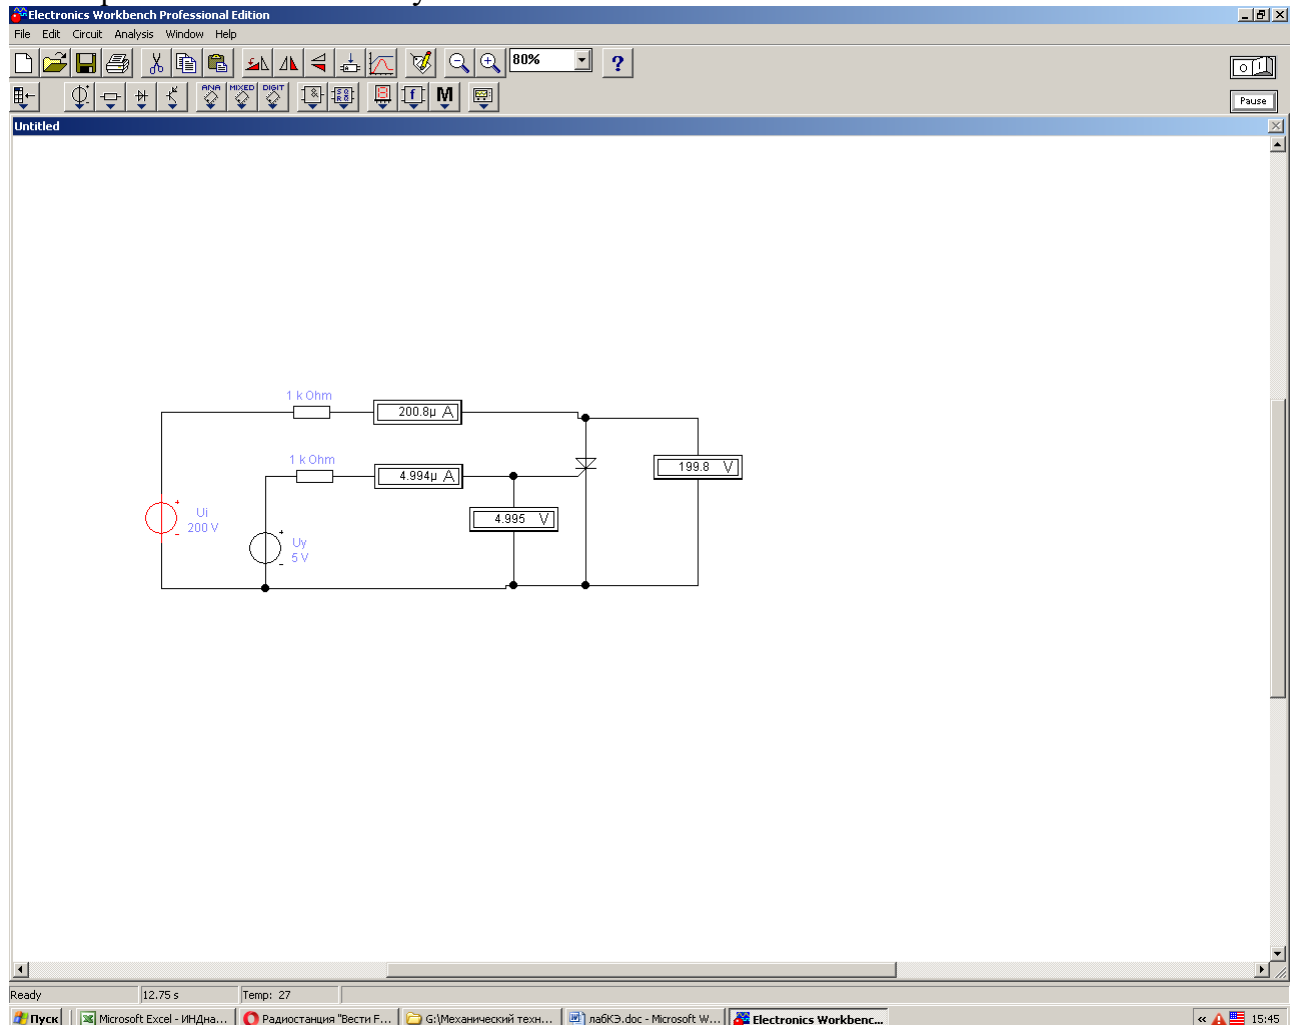 Electronics Workbench Professional Edition
File Edit Circuit Analysis Window Help
80%
?
ANA MIXED DIGIT
M
Pause
Untitled
1 k Ohm
200.8µ A
1 k Ohm
4.994µ A
199.8 V
Ui
200 V
4.995 V
Uy
5 V
Ready 12.75 s Temp: 27
Пуск Microsoft Excel - ИНДна... Радиостанция "Вести F... G:\Механический техн... лабКЭ.doc - Microsoft W... Electronics Workbenc... « 15:45